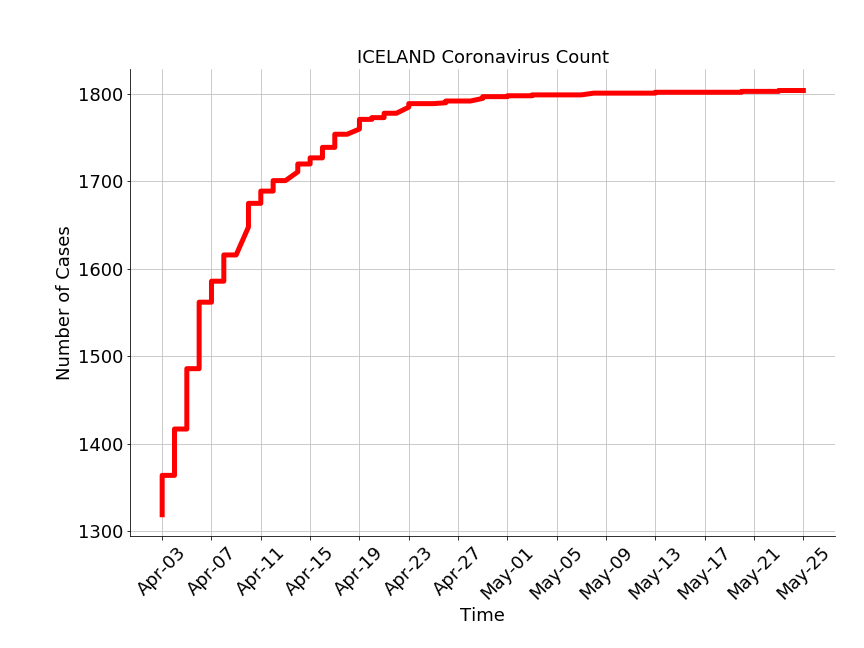 ICELAND Coronavirus Count
Number of Cases
1800
1700
1600
1500
1400
1300
Apr-03
Apr-07
Apr-11
Apr-15
Apr-19
Apr-23
Apr-27
May-01
May-05
May-09
May-13
May-17
May-21
May-25
Time